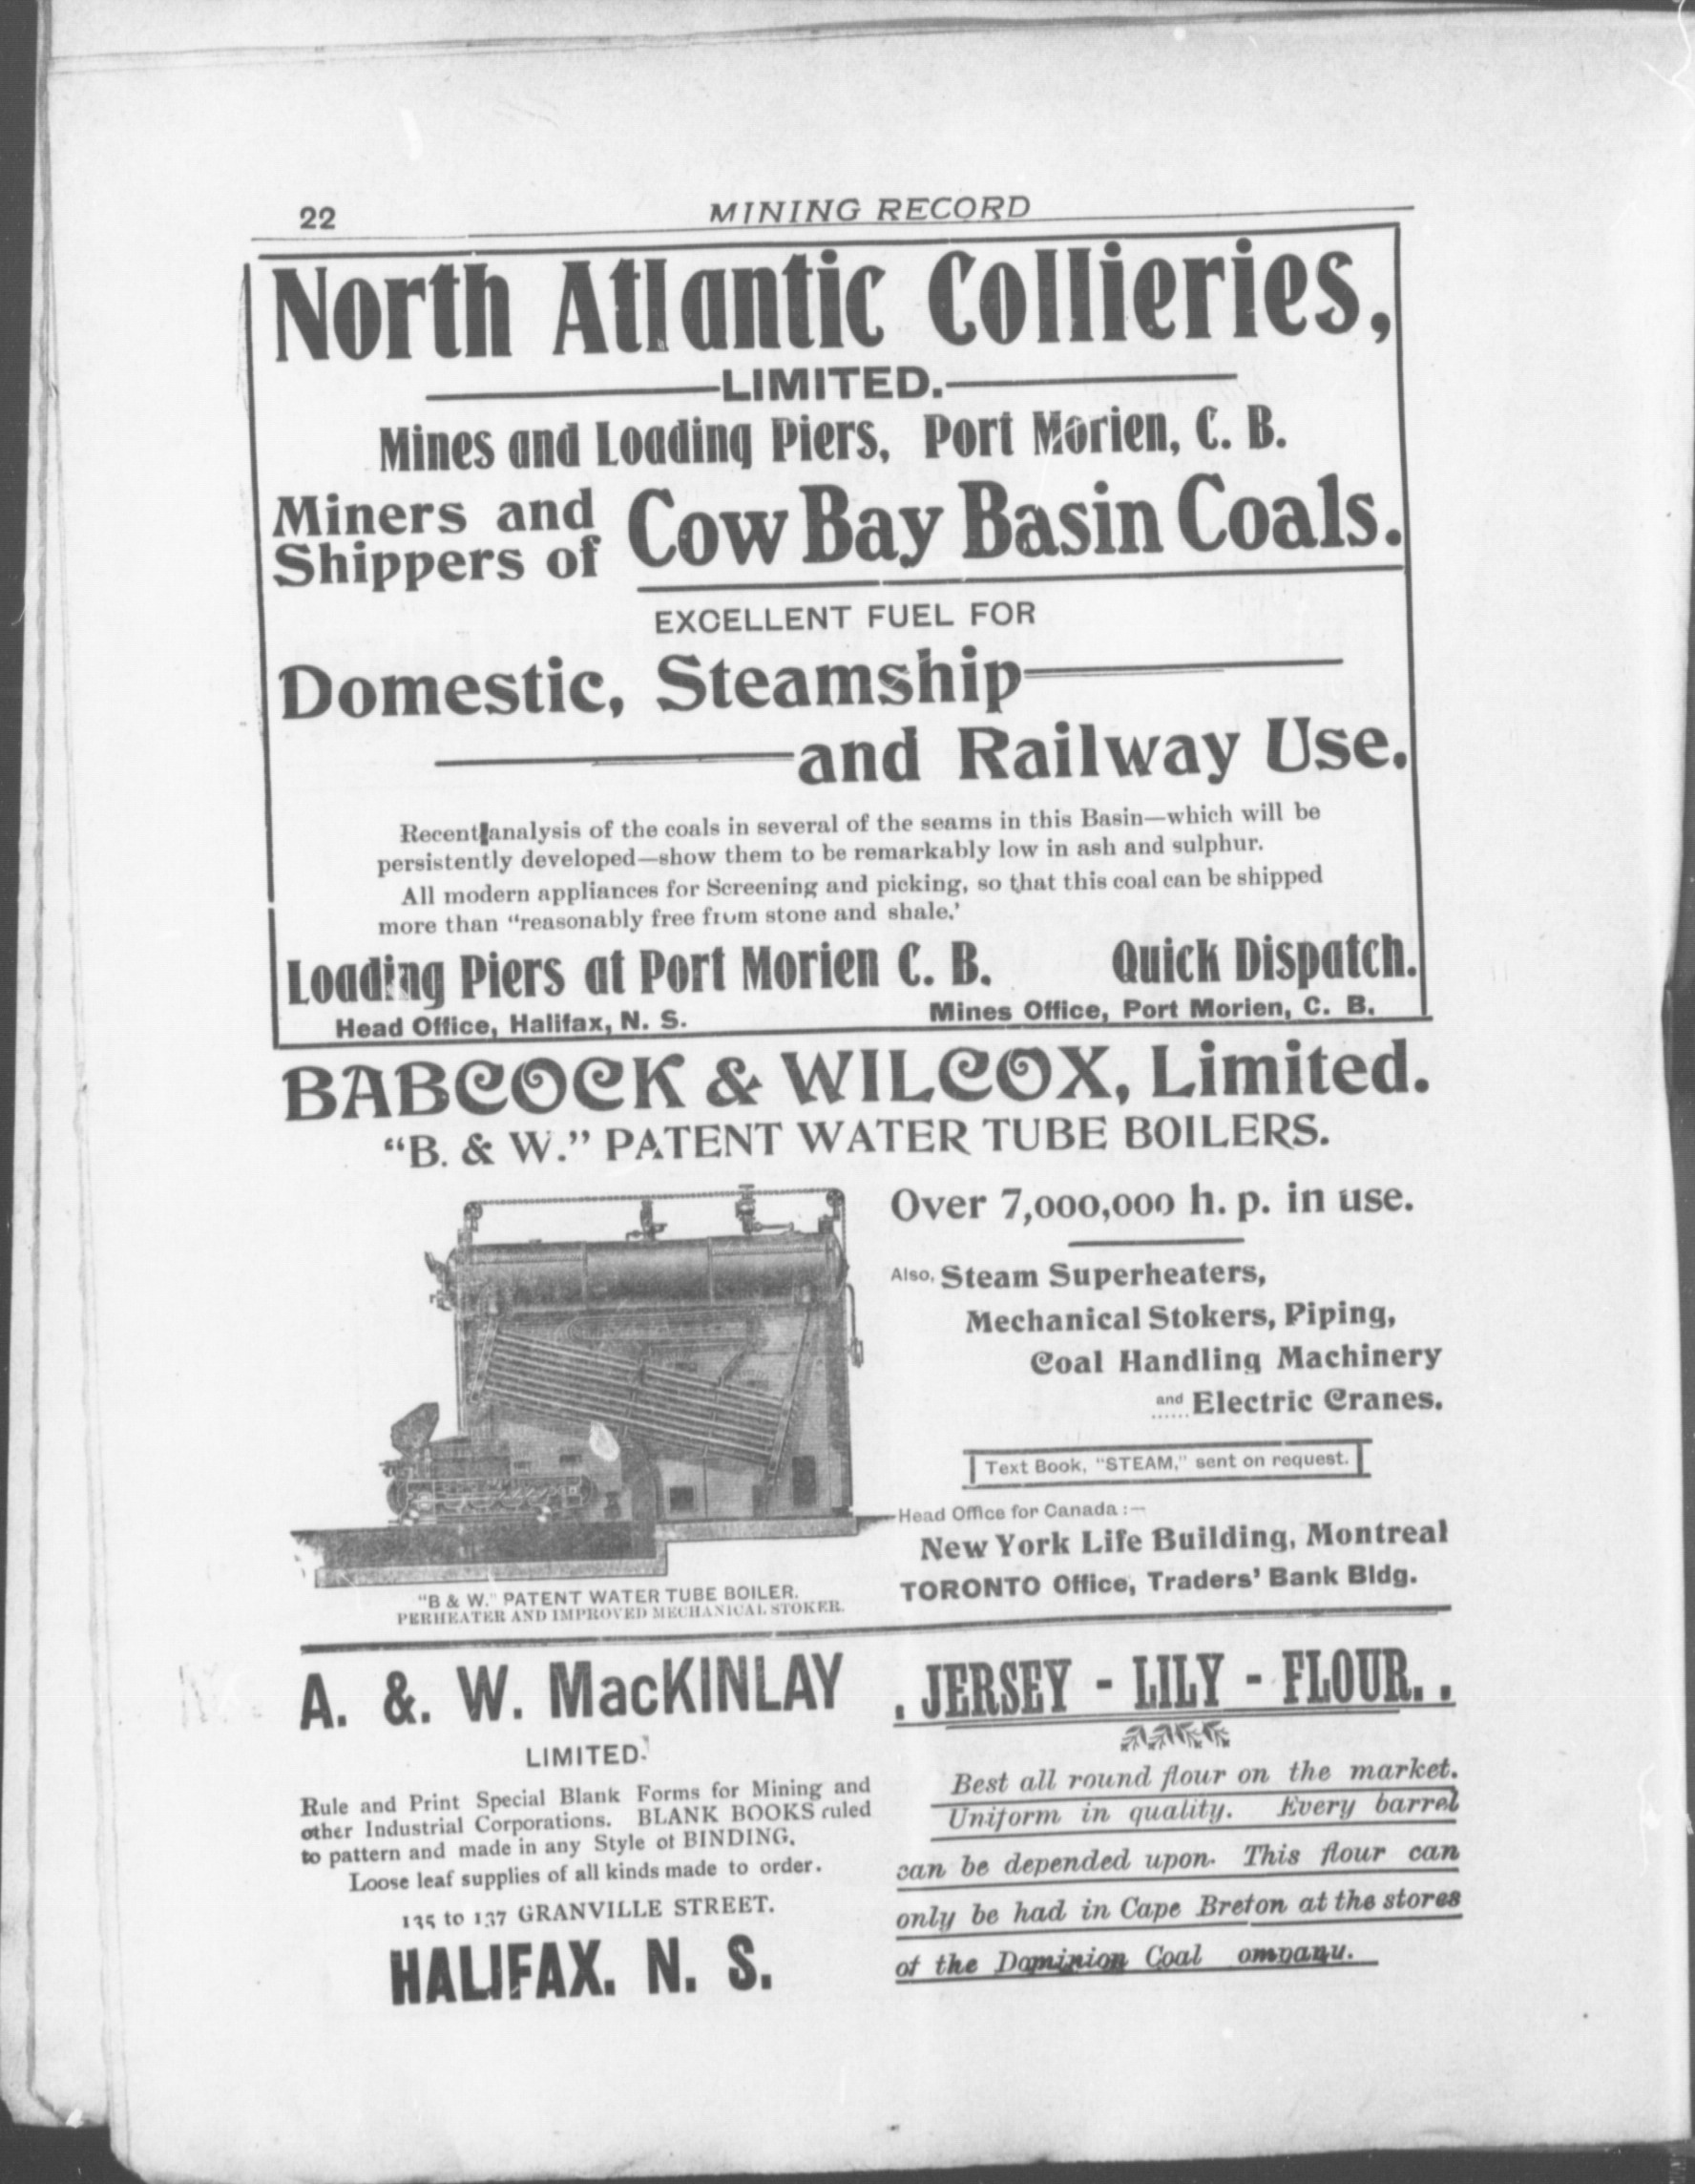 22
MINING RECORD
North Atlantic Collieries,
LIMITED.
Mines and Loading Piers, Port Morien, C. B.
Miners and
Shippers of
Cow Bay Basin Coals.
EXCELLENT FUEL FOR
Domestic, Steamship
and Railway Use.
Recent analysis of the coals in several of the seams in this Basin—which will be
persistently developed—show them to be remarkably low in ash and sulphur.
All modern appliances for Screening and picking, so that this coal can be shipped
more than "reasonably free from stone and shale.'
Loading Piers at Port Morien C. B. Quick Dispatch.
Head Office, Halifax, N. S. Mines Office, Port Morien, C. B.
BABCOCK & WILCOX, Limited.
"B. & W." PATENT WATER TUBE BOILERS.
Over 7,000,000 h. p. in use.
Also, Steam Superheaters,
Mechanical Stokers, Piping,
Coal Handling Machinery
and Electric Cranes.
Text Book, "STEAM," sent on request.
Head Office for Canada :—
New York Life Building, Montreal
TORONTO Office, Traders' Bank Bldg.
"B & W." PATENT WATER TUBE BOILER.
PERHEATER AND IMPROVED MECHANICAL STOKER.
A. &. W. MacKINLAY
LIMITED.
Rule and Print Special Blank Forms for Mining and
other Industrial Corporations. BLANK BOOKS ruled
to pattern and made in any Style of BINDING.
Loose leaf supplies of all kinds made to order.
135 to 137 GRANVILLE STREET.
HALIFAX. N. S.
. JERSEY - LILY - FLOUR. .
Best all round flour on the market.
Uniform in quality. Every barrel
can be depended upon. This flour can
only be had in Cape Breton at the stores
of the Dominion Coal ompany.